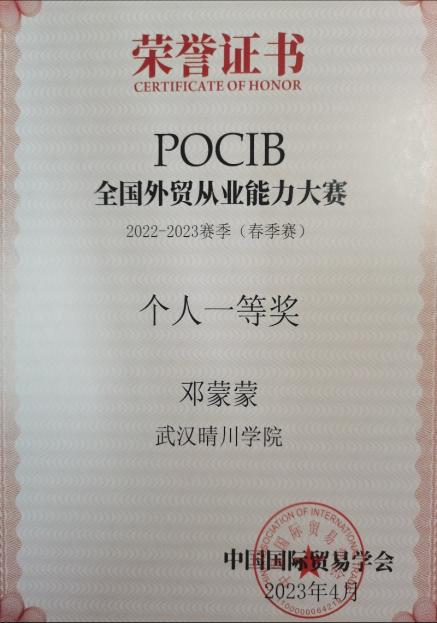 荣誉证书
CERTIFICATE OF HONOR
POCIB
全国外贸从业能力大赛
2022-2023赛季（春季赛）
个人一等奖
邓蒙蒙
武汉晴川学院
中国国际贸易学会
2023年4月